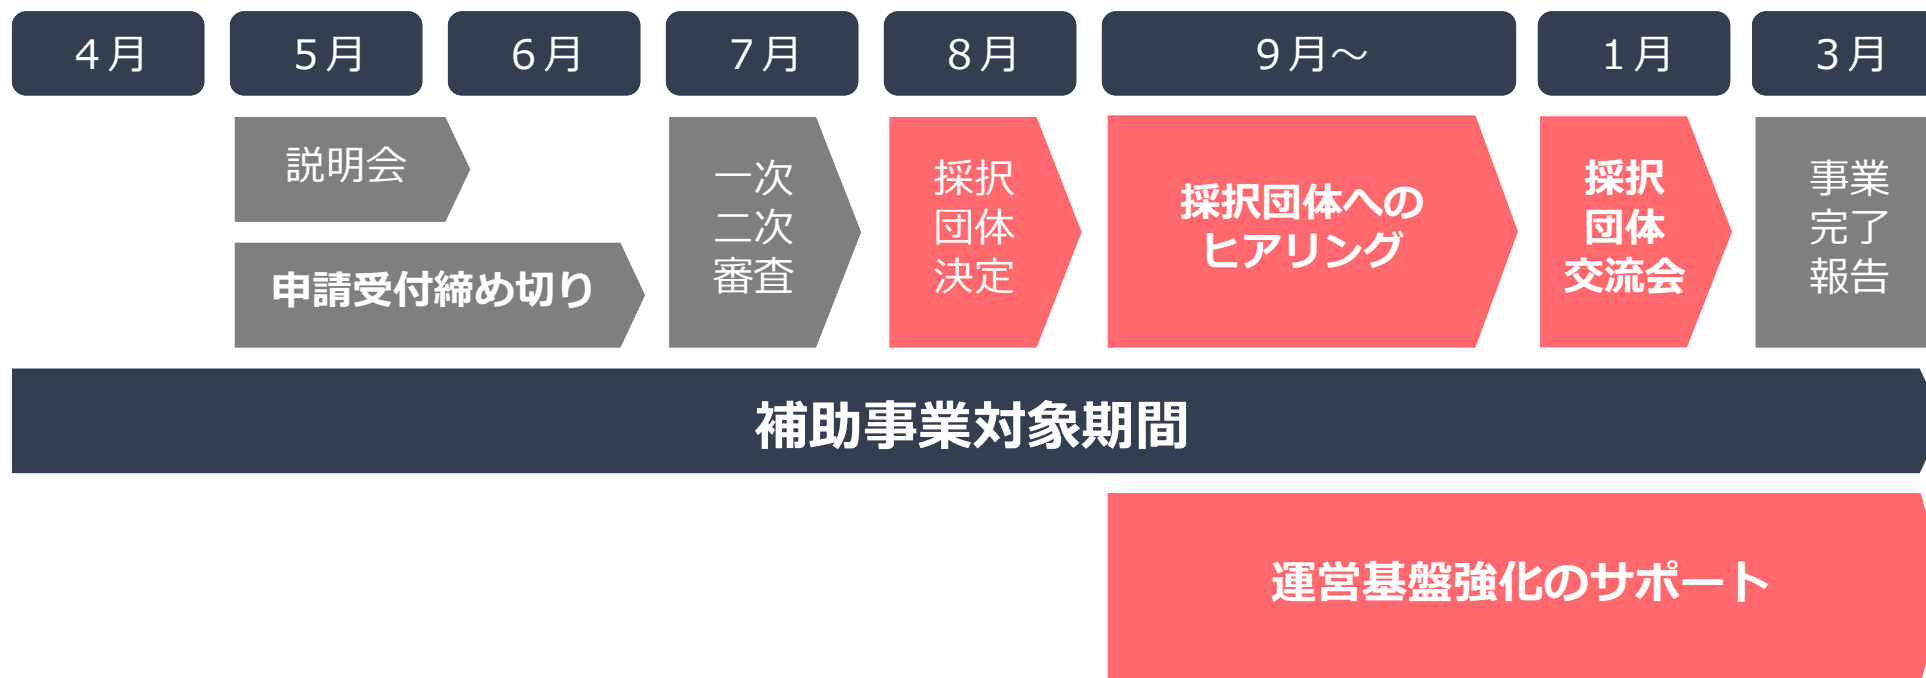 ４月
５月
６月
７月
８月
９月～
１月
３月
説明会
申請受付締め切り
一次
二次
審査
採択
団体
決定
採択団体への
ヒアリング
採択
団体
交流会
事業
完了
報告
補助事業対象期間
運営基盤強化のサポート